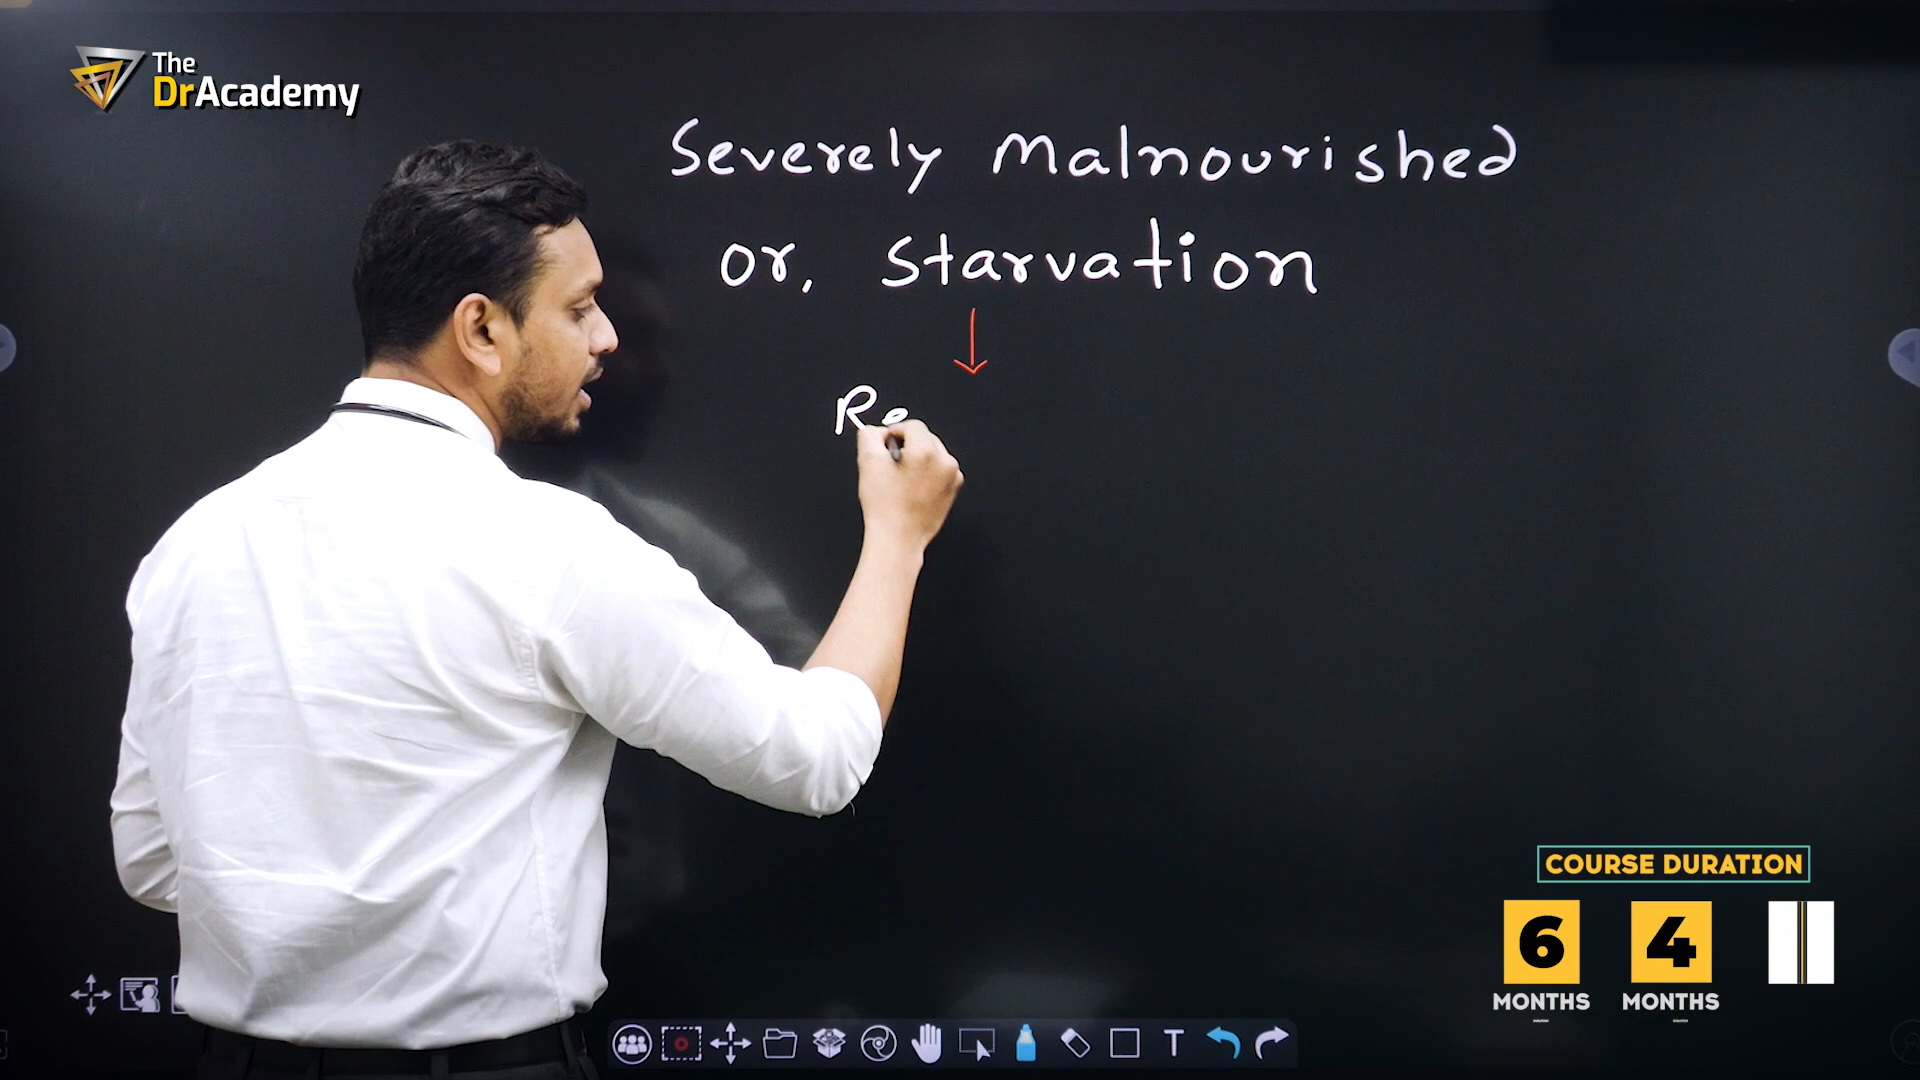 The
DrAcademy
Severely Malnourished
or, Starvation
Re
COURSE DURATION
6 4
MONTHS MONTHS
T